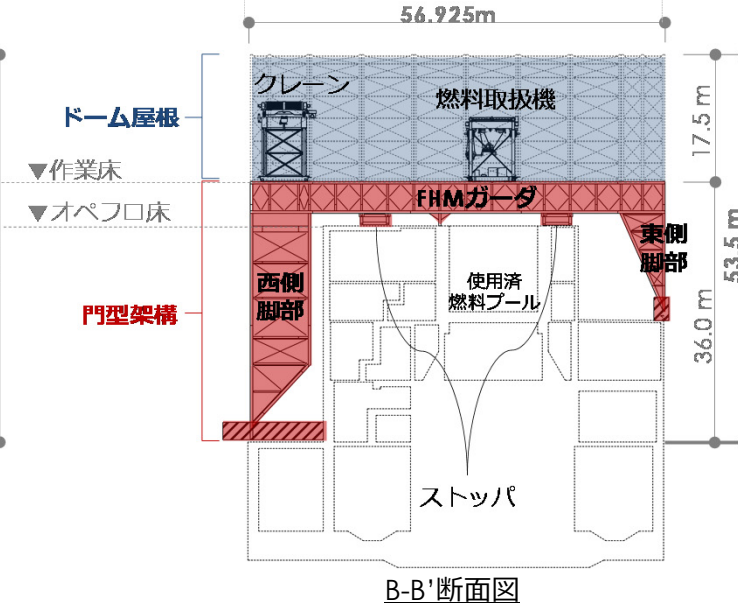 56.925m
クレーン
燃料取扱機
ドーム屋根
17.5 m
▼作業床
FHMガーダ
▼オペフロ床
東側
脚部
53.5 m
西側
脚部
使用済
燃料プール
門型架構
36.0 m
ストッパ
B-B'断面図